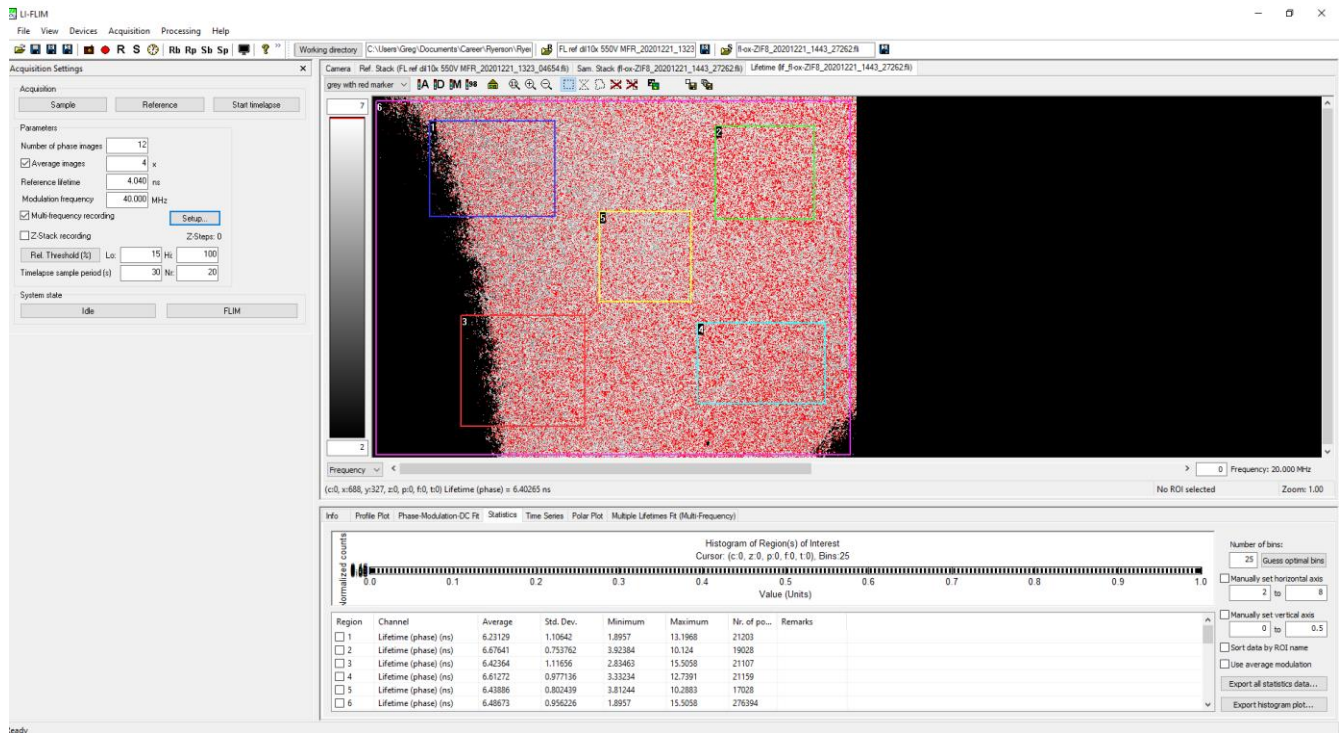 LI-FLIM
File View Devices Acquisition Processing Help
R S Rb Rp Sb Sp ? » Working directory C:\Users\Greg\Documents\Career\Ryerson\Ryer FL ref dil10x 550V MFR_20201221_1323 fl-ox-ZIF8_20201221_1443_27262.fli
Acquisition Settings ×
Acquisition
Sample Reference Start timelapse
Parameters
Number of phase images 12
Average images 4 x
Reference lifetime 4.040 ns
Modulation frequency 40.000 MHz
Multi-frequency recording Setup...
Z-Stack recording Z-Steps: 0
Rel. Threshold (%) Lo: 15 Hi: 100
Timelapse sample period (s) 30 Nr: 20
System state
Idle FLIM
Camera Ref. Stack (FL ref dil10x 550V MFR_20201221_1323_04654.fli) Sam. Stack (fl-ox-ZIF8_20201221_1443_27262.fli) Lifetime (lif_fl-ox-ZIF8_20201221_1443_27262.fli)
grey with red marker A D M 98
7
6
1
2
5
3
4
2
Frequency < > 0 Frequency: 20.000 MHz
(c:0, x:688, y:327, z:0, p:0, f:0, t:0) Lifetime (phase) = 6.40265 ns No ROI selected Zoom: 1.00
Info Profile Plot Phase-Modulation-DC Fit Statistics Time Series Polar Plot Multiple Lifetimes Fit (Multi-Frequency)
Histogram of Region(s) of Interest
Cursor: (c:0, z:0, p:0, f:0, t:0), Bins:25
Normalized counts
0.0 0.1 0.2 0.3 0.4 0.5 0.6 0.7 0.8 0.9 1.0
Value (Units)
Region Channel Average Std. Dev. Minimum Maximum Nr. of po... Remarks
1 Lifetime (phase) (ns) 6.23129 1.10642 1.8957 13.1968 21203
2 Lifetime (phase) (ns) 6.67641 0.753762 3.92384 10.124 19028
3 Lifetime (phase) (ns) 6.42364 1.11656 2.83463 15.5058 21107
4 Lifetime (phase) (ns) 6.61272 0.977136 3.33234 12.7391 21159
5 Lifetime (phase) (ns) 6.43886 0.802439 3.81244 10.2883 17028
6 Lifetime (phase) (ns) 6.48673 0.956226 1.8957 15.5058 276394
Number of bins:
25 Guess optimal bins
Manually set horizontal axis
2 to 8
Manually set vertical axis
0 to 0.5
Sort data by ROI name
Use average modulation
Export all statistics data...
Export histogram plot...
Ready